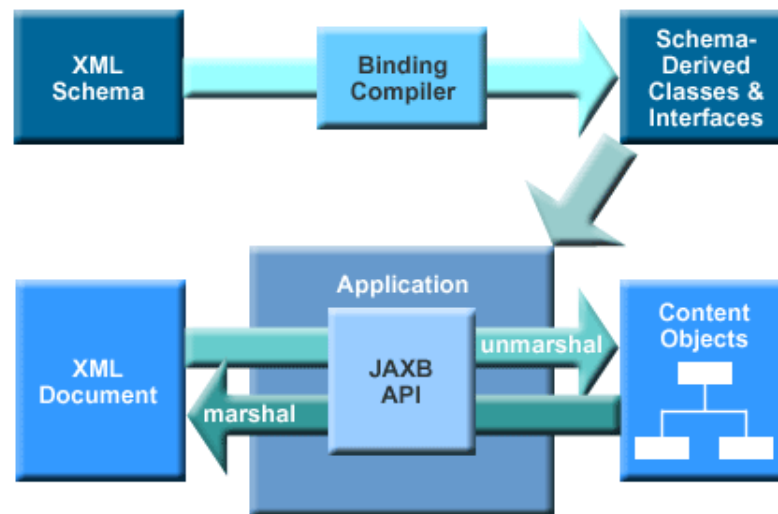 XML
Schema
Binding
Compiler
Schema-
Derived
Classes &
Interfaces
Application
XML
Document
unmarshal
JAXB
API
marshal
Content
Objects